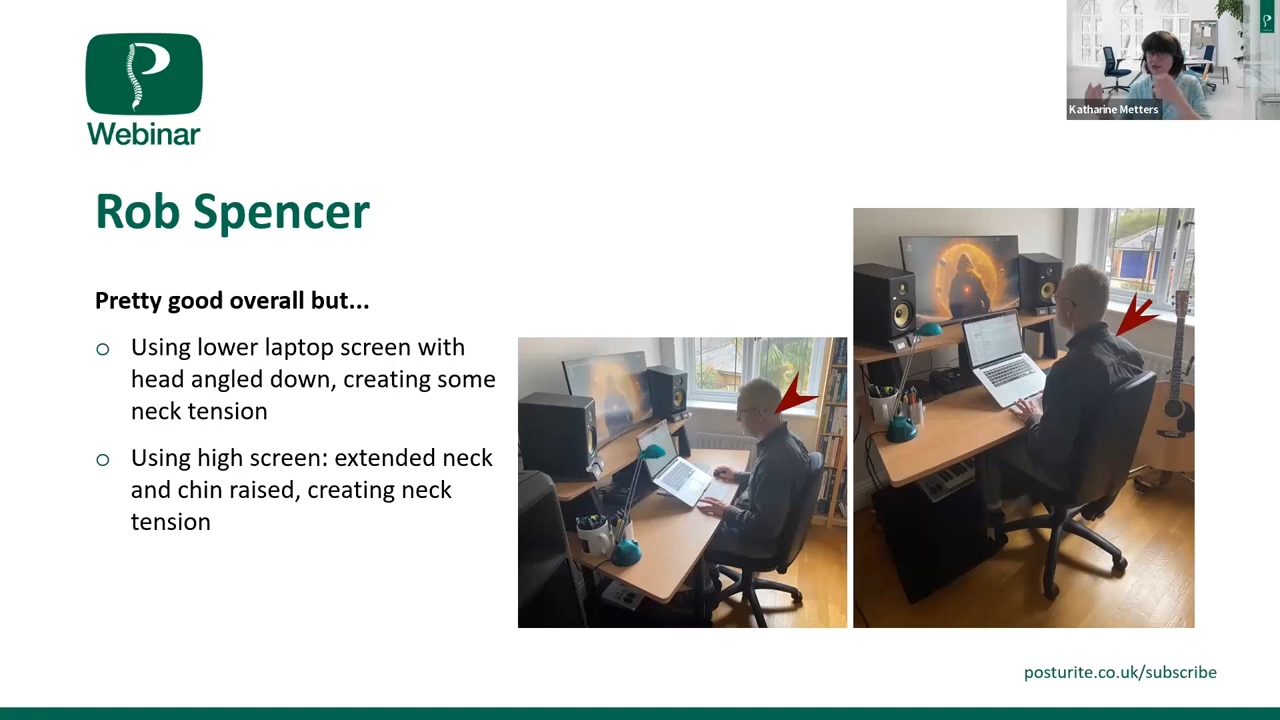 Webinar
Katharine Metters
Rob Spencer
Pretty good overall but...
Using lower laptop screen with
head angled down, creating some
neck tension
Using high screen: extended neck
and chin raised, creating neck
tension
posturite.co.uk/subscribe